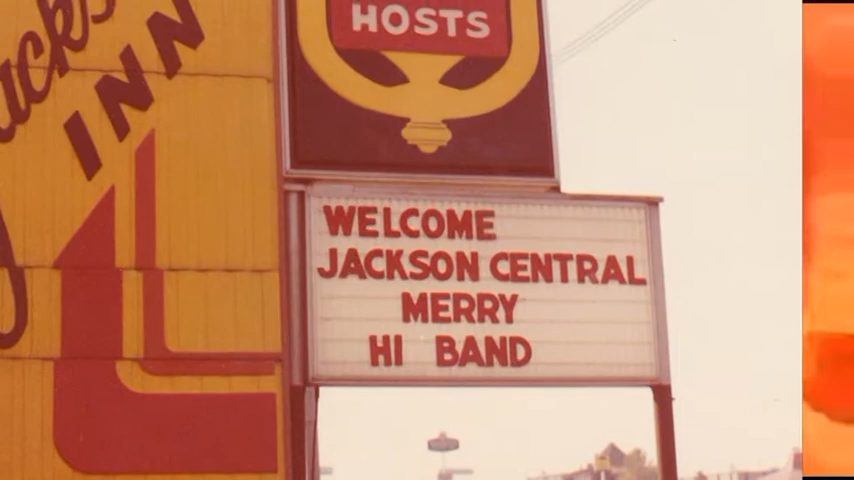 INN
HOSTS
WELCOME
JACKSON CENTRAL
MERRY
HI BAND